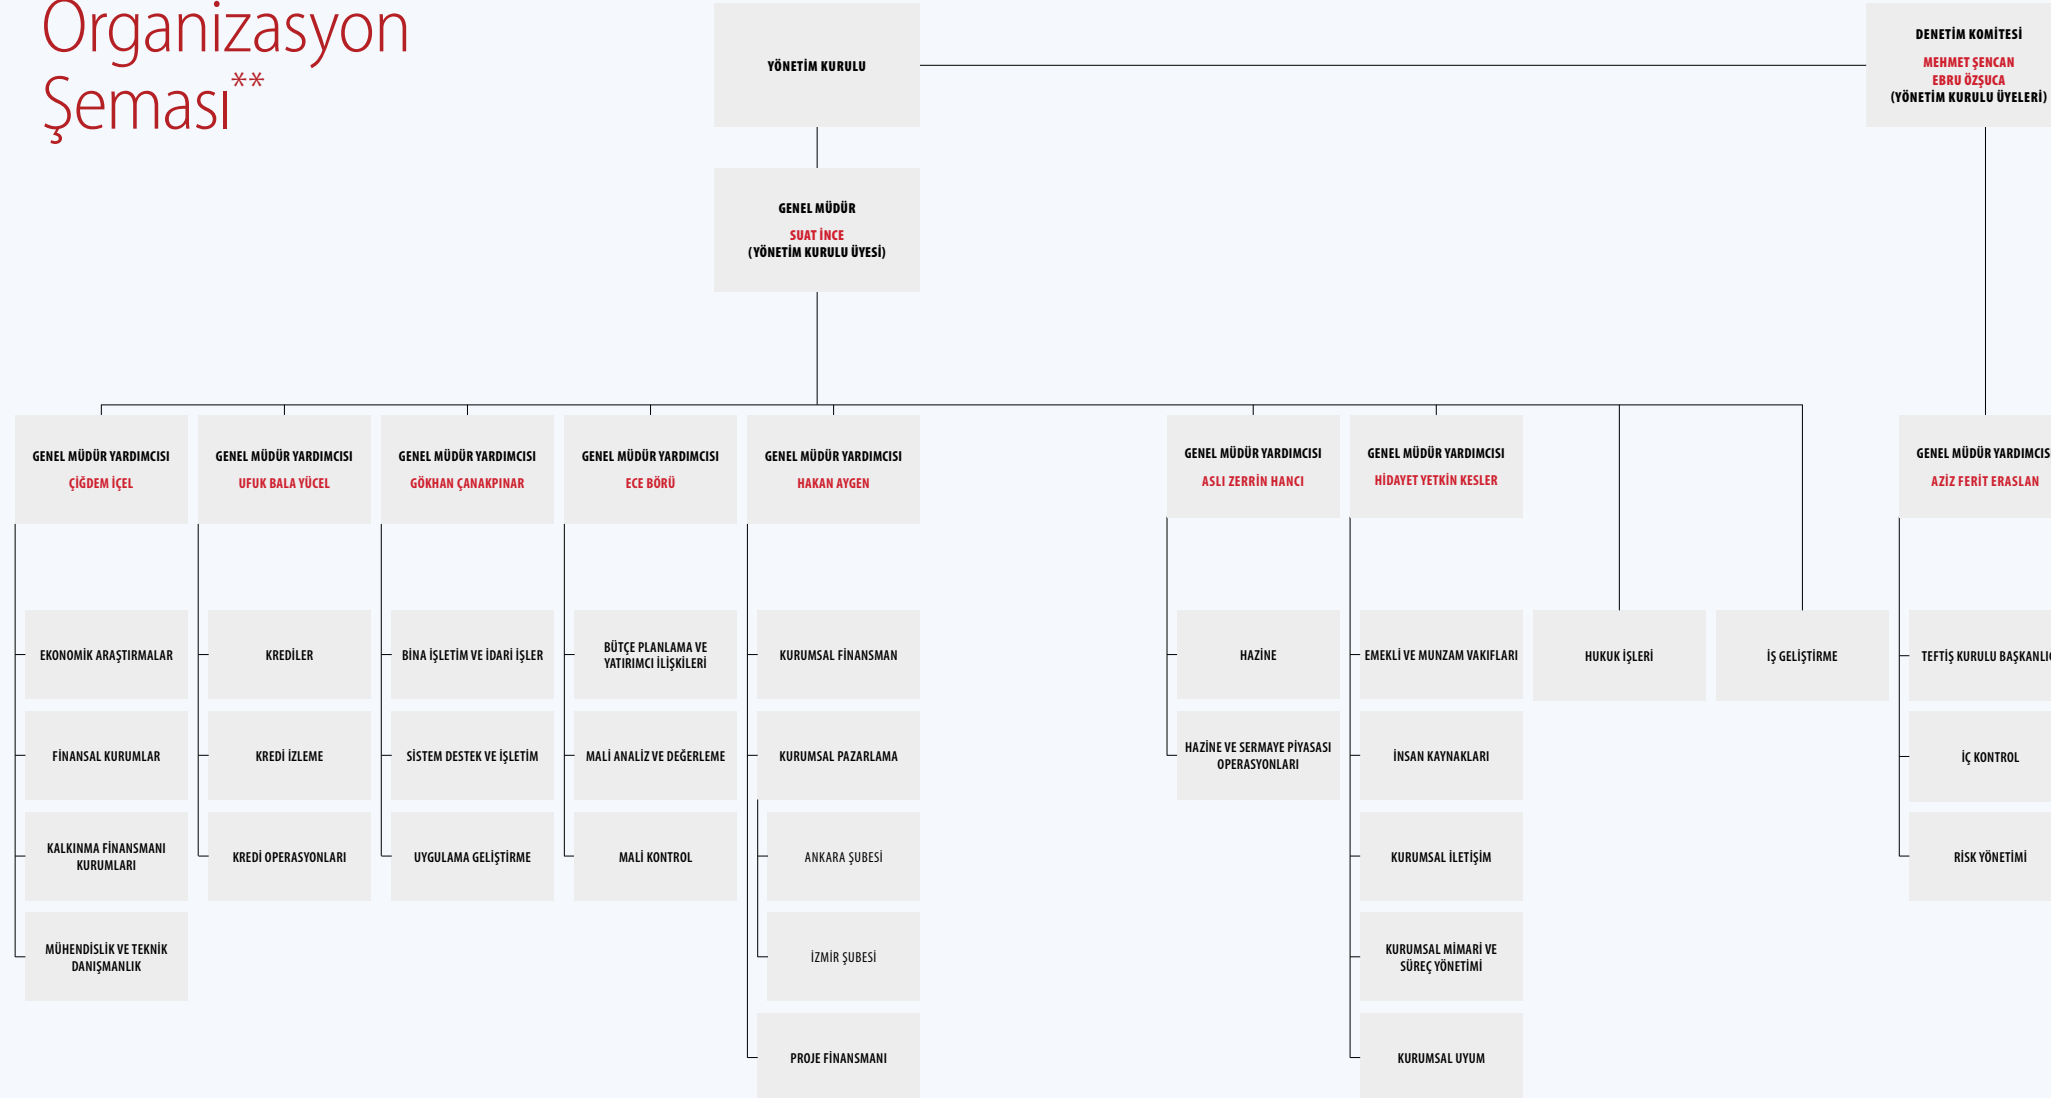 Organizasyon
Şeması**
YÖNETİM KURULU
DENETİM KOMİTESİ
MEHMET ŞENCAN
EBRU ÖZŞUCA
(YÖNETİM KURULU ÜYELERİ)
GENEL MÜDÜR
SUAT İNCE
(YÖNETİM KURULU ÜYESİ)
GENEL MÜDÜR YARDIMCISI
ÇİĞDEM İÇEL
GENEL MÜDÜR YARDIMCISI
UFUK BALA YÜCEL
GENEL MÜDÜR YARDIMCISI
GÖKHAN ÇANAKPINAR
GENEL MÜDÜR YARDIMCISI
ECE BÖRÜ
GENEL MÜDÜR YARDIMCISI
HAKAN AYGEN
GENEL MÜDÜR YARDIMCISI
ASLI ZERRİN HANCI
GENEL MÜDÜR YARDIMCISI
HİDAYET YETKİN KESLER
GENEL MÜDÜR
AZİZ FERİT ERASLAN
EKONOMİK ARAŞTIRMALAR
FİNANSAL KURUMLAR
KALKINMA FİNANSMANI
KURUMLARI
MÜHENDİSLİK VE TEKNİK
DANIŞMANLIK
KREDİLER
KREDİ İZLEME
KREDİ OPERASYONLARI
BİNA İŞLETİM VE İDARİ İŞLER
SİSTEM DESTEK VE İŞLETİM
UYGULAMA GELİŞTİRME
BÜTÇE PLANLAMA VE
YATIRIMCI İLİŞKİLERİ
MALİ ANALİZ VE DEĞERLEME
MALİ KONTROL
KURUMSAL FİNANSMAN
KURUMSAL PAZARLAMA
ANKARA ŞUBESİ
İZMİR ŞUBESİ
PROJE FİNANSMANI
HAZİNE
HAZİNE VE SERMAYE PİYASASI
OPERASYONLARI
EMEKLİ VE MUNZAM VAKIFLARI
İNSAN KAYNAKLARI
KURUMSAL İLETİŞİM
KURUMSAL MİMARİ VE
SÜREÇ YÖNETİMİ
KURUMSAL UYUM
HUKUK İŞLERİ
İŞ GELİŞTİRME
TEFTİŞ KURULU
İÇ KONTROL
RİSK YÖNETİMİ